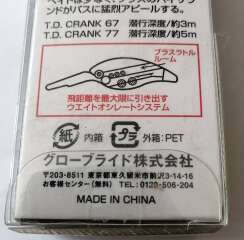 ンドがバスに猛烈アピールする。
T.D. CRANK 67 潜行深度/約3m
T.D. CRANK 77 潜行深度/約5m
ブラスラトル
ルーム
飛距離を最大限に引き出す
ウエイトオシレートシステム
紙 内箱 プラ 外箱:PET
グローブライド株式会社
〒203-8511 東京都東久留米市前沢3-14-16
お客様センター(無料) TEL.0120-506-204
MADE IN CHINA